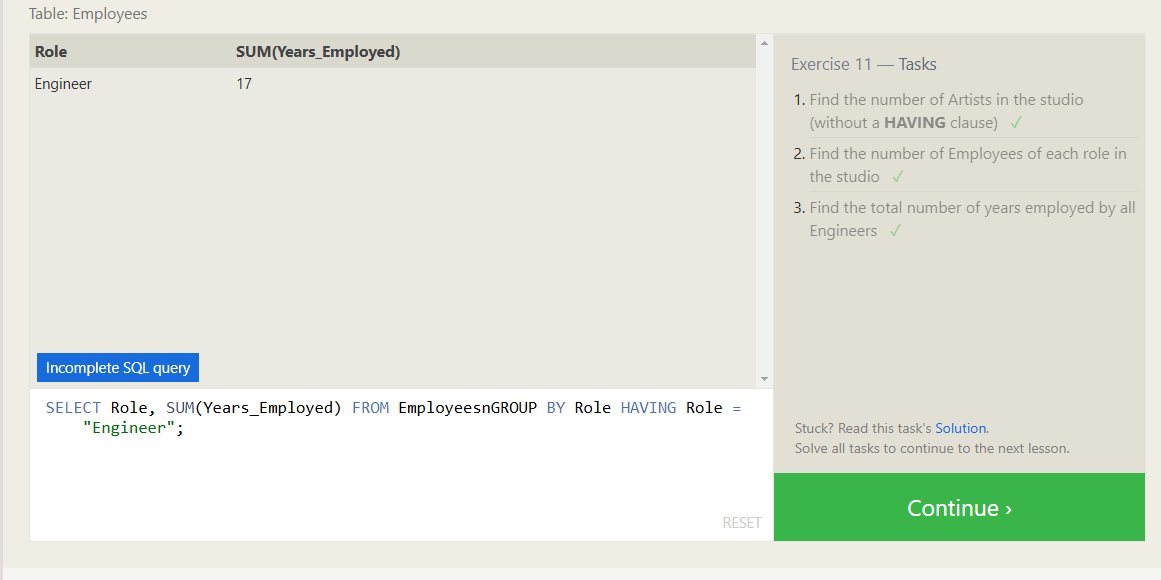 Table: Employees
Role SUM(Years_Employed)
Engineer 17
Incomplete SQL query
SELECT Role, SUM(Years_Employed) FROM EmployeesnGROUP BY Role HAVING Role =
"Engineer";
RESET
Exercise 11 — Tasks
1. Find the number of Artists in the studio
(without a HAVING clause) ✓
2. Find the number of Employees of each role in
the studio ✓
3. Find the total number of years employed by all
Engineers ✓
Stuck? Read this task's Solution.
Solve all tasks to continue to the next lesson.
Continue ›